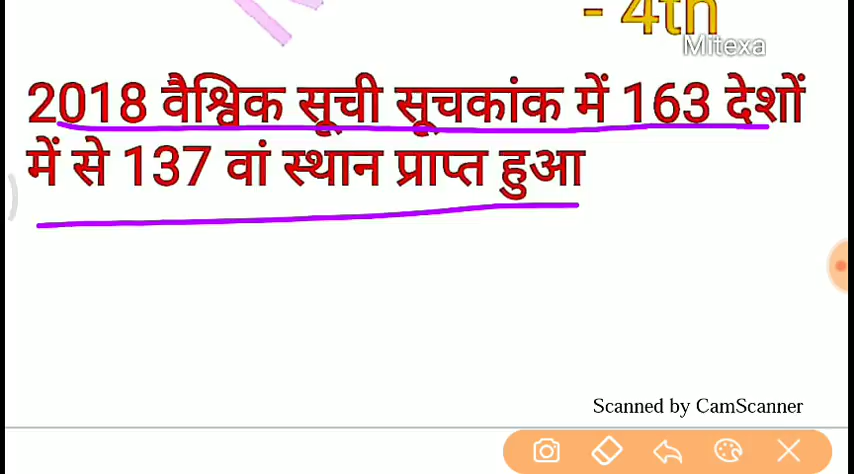 - 4th
Mitexa
2018 वैश्विक सूची सूचकांक में 163 देशों
में से 137 वां स्थान प्राप्त हुआ
Scanned by CamScanner